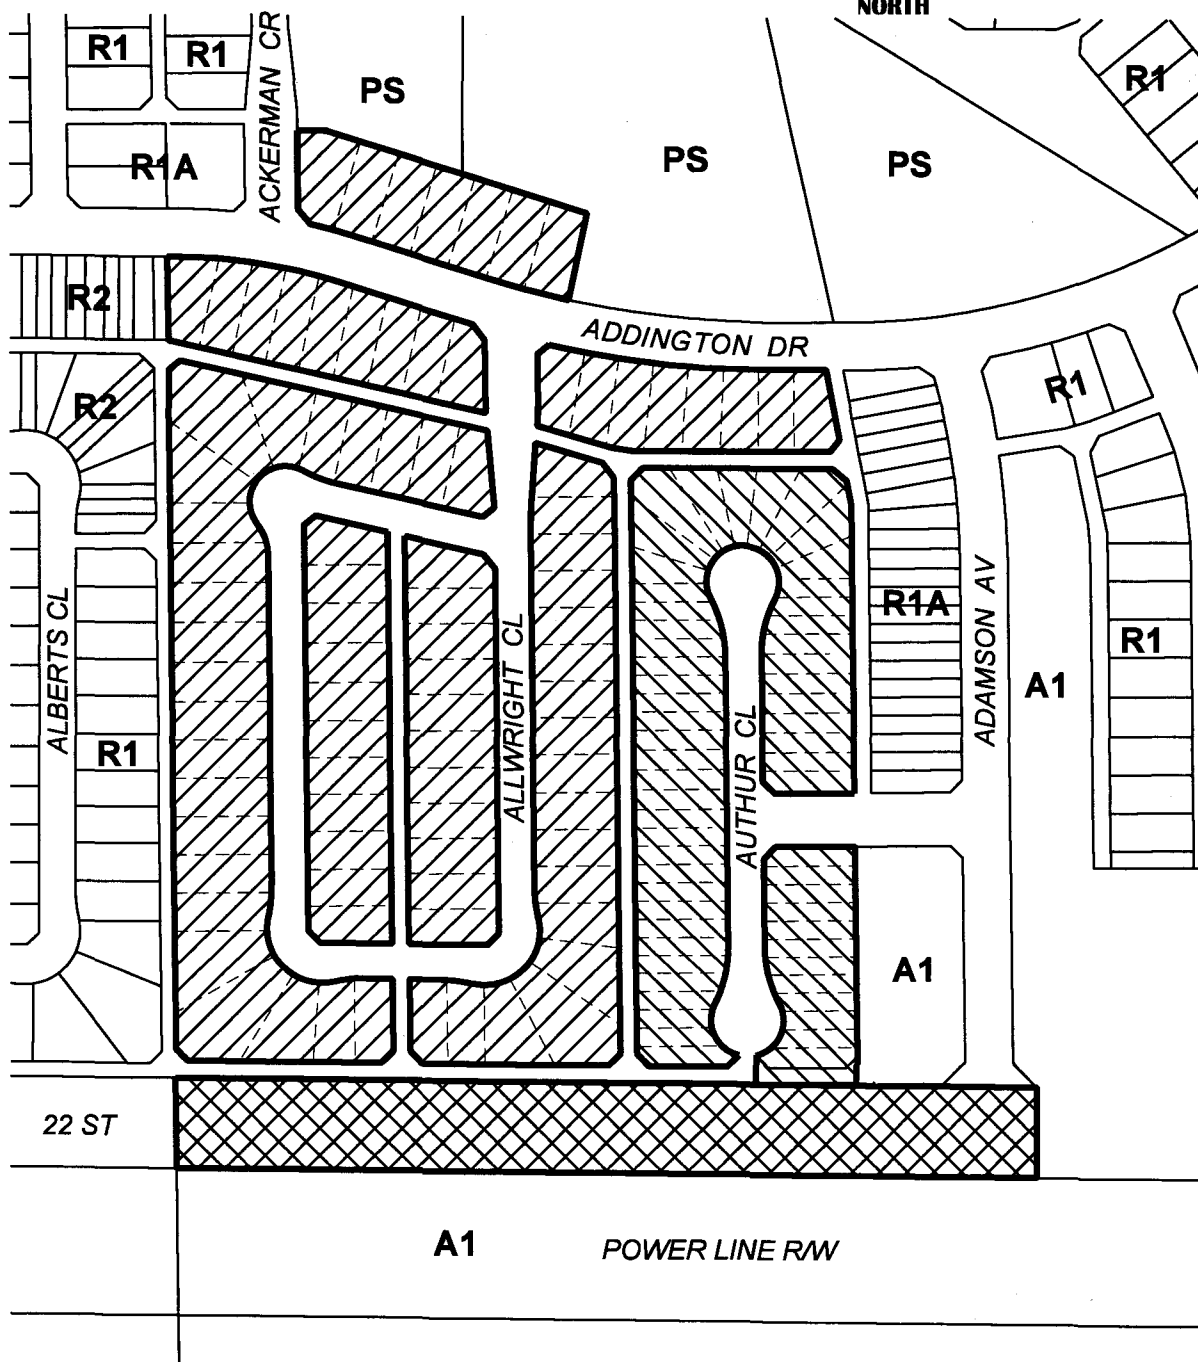 NORTH
R1
R1
ACKERMAN CR
PS
R1
R1A
PS
PS
R2
ADDINGTON DR
R1
R2
ALBERTS CL
R1
ALLWRIGHT CL
AUTHUR CL
R1A
ADAMSON AV
A1
R1
A1
22 ST
A1
POWER LINE R/W